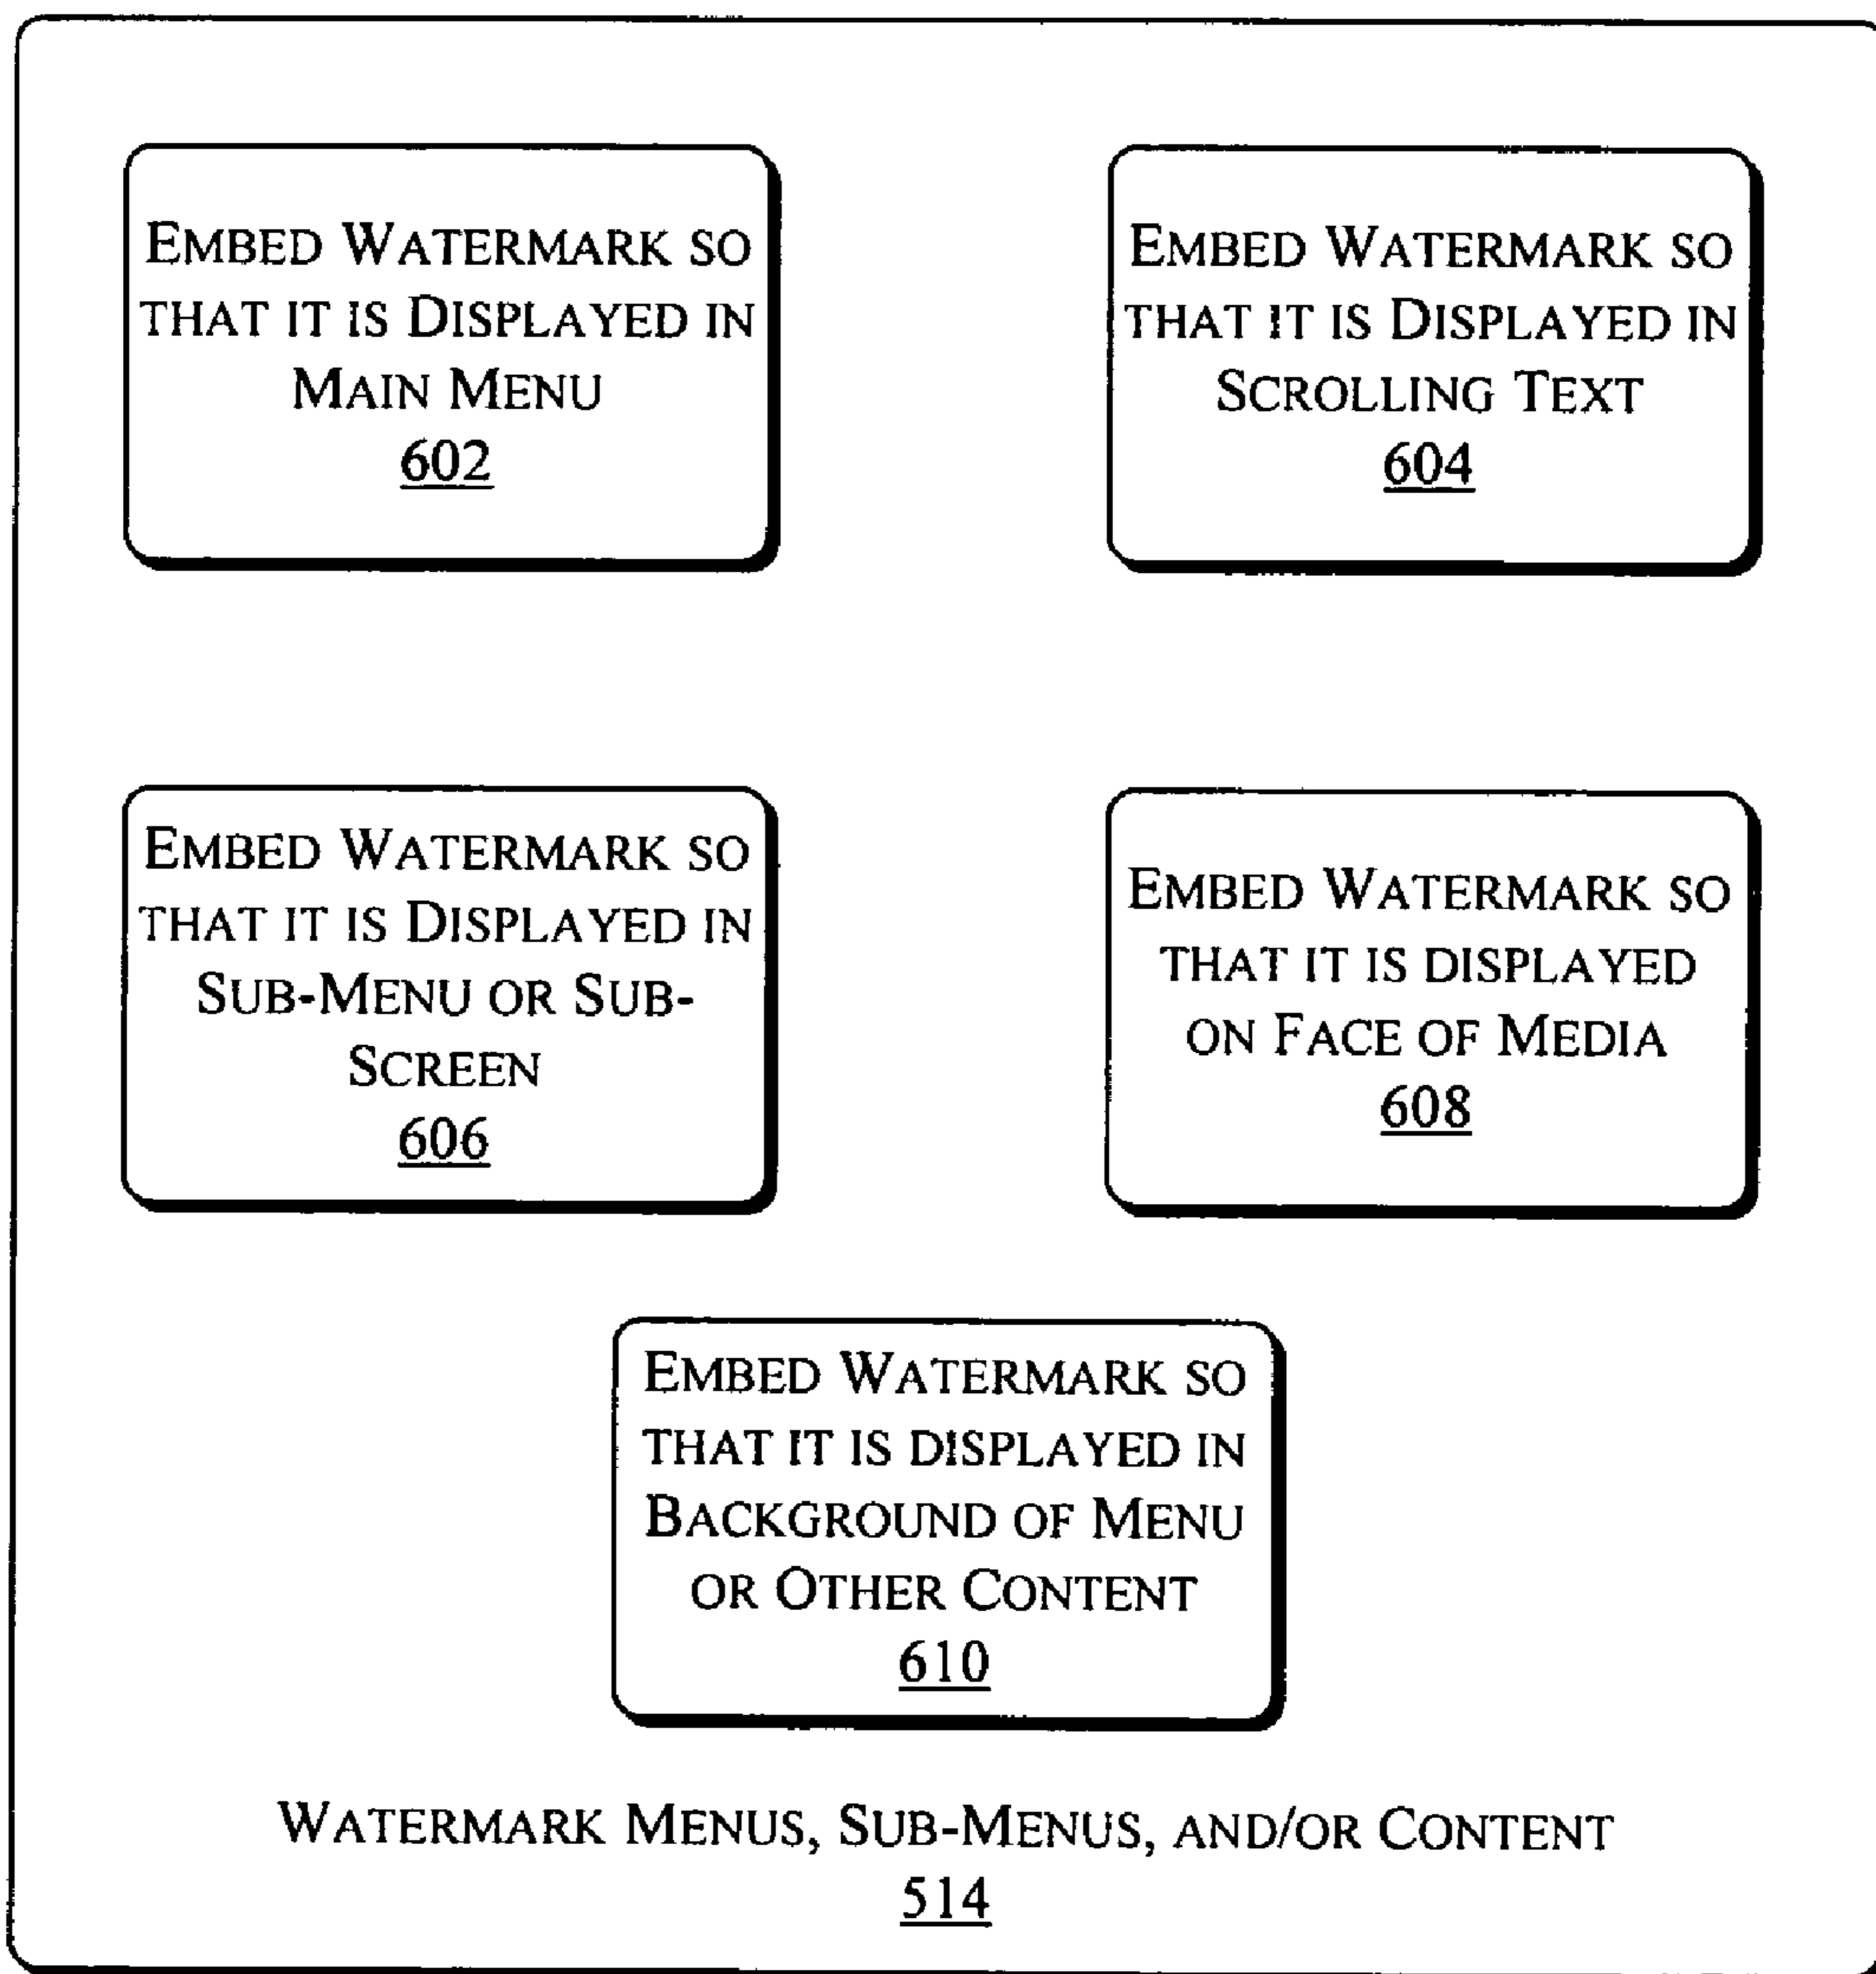 EMBED WATERMARK SO
THAT IT IS DISPLAYED IN
MAIN MENU
602
EMBED WATERMARK SO
THAT IT IS DISPLAYED IN
SCROLLING TEXT
604
EMBED WATERMARK SO
THAT IT IS DISPLAYED IN
SUB-MENU OR SUB-
SCREEN
606
EMBED WATERMARK SO
THAT IT IS DISPLAYED
ON FACE OF MEDIA
608
EMBED WATERMARK SO
THAT IT IS DISPLAYED IN
BACKGROUND OF MENU
OR OTHER CONTENT
610
WATERMARK MENUS, SUB-MENUS, AND/OR CONTENT
514